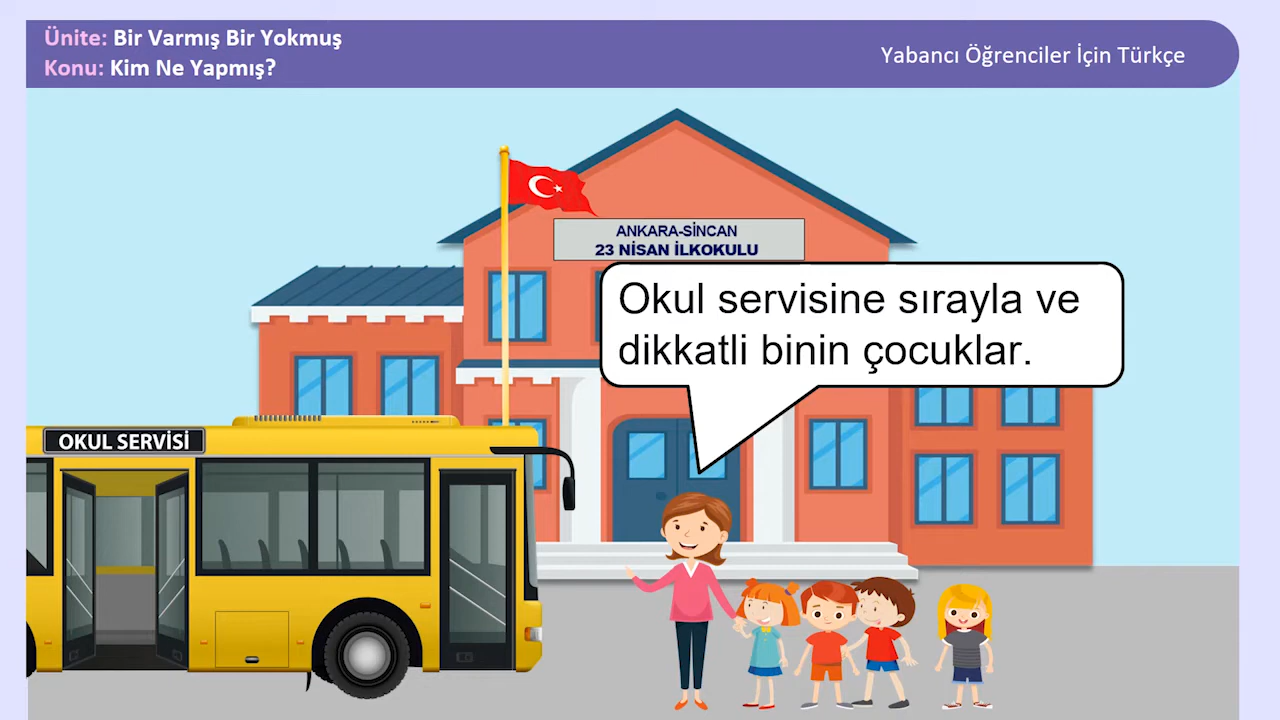 Ünite: Bir Varmış Bir Yokmuş
Konu: Kim Ne Yapmış?
Yabancı Öğrenciler İçin Türkçe
ANKARA-SİNCAN
23 NİSAN İLKOKULU
Okul servisine sırayla ve
dikkatli binin çocuklar.
OKUL SERVİSİ